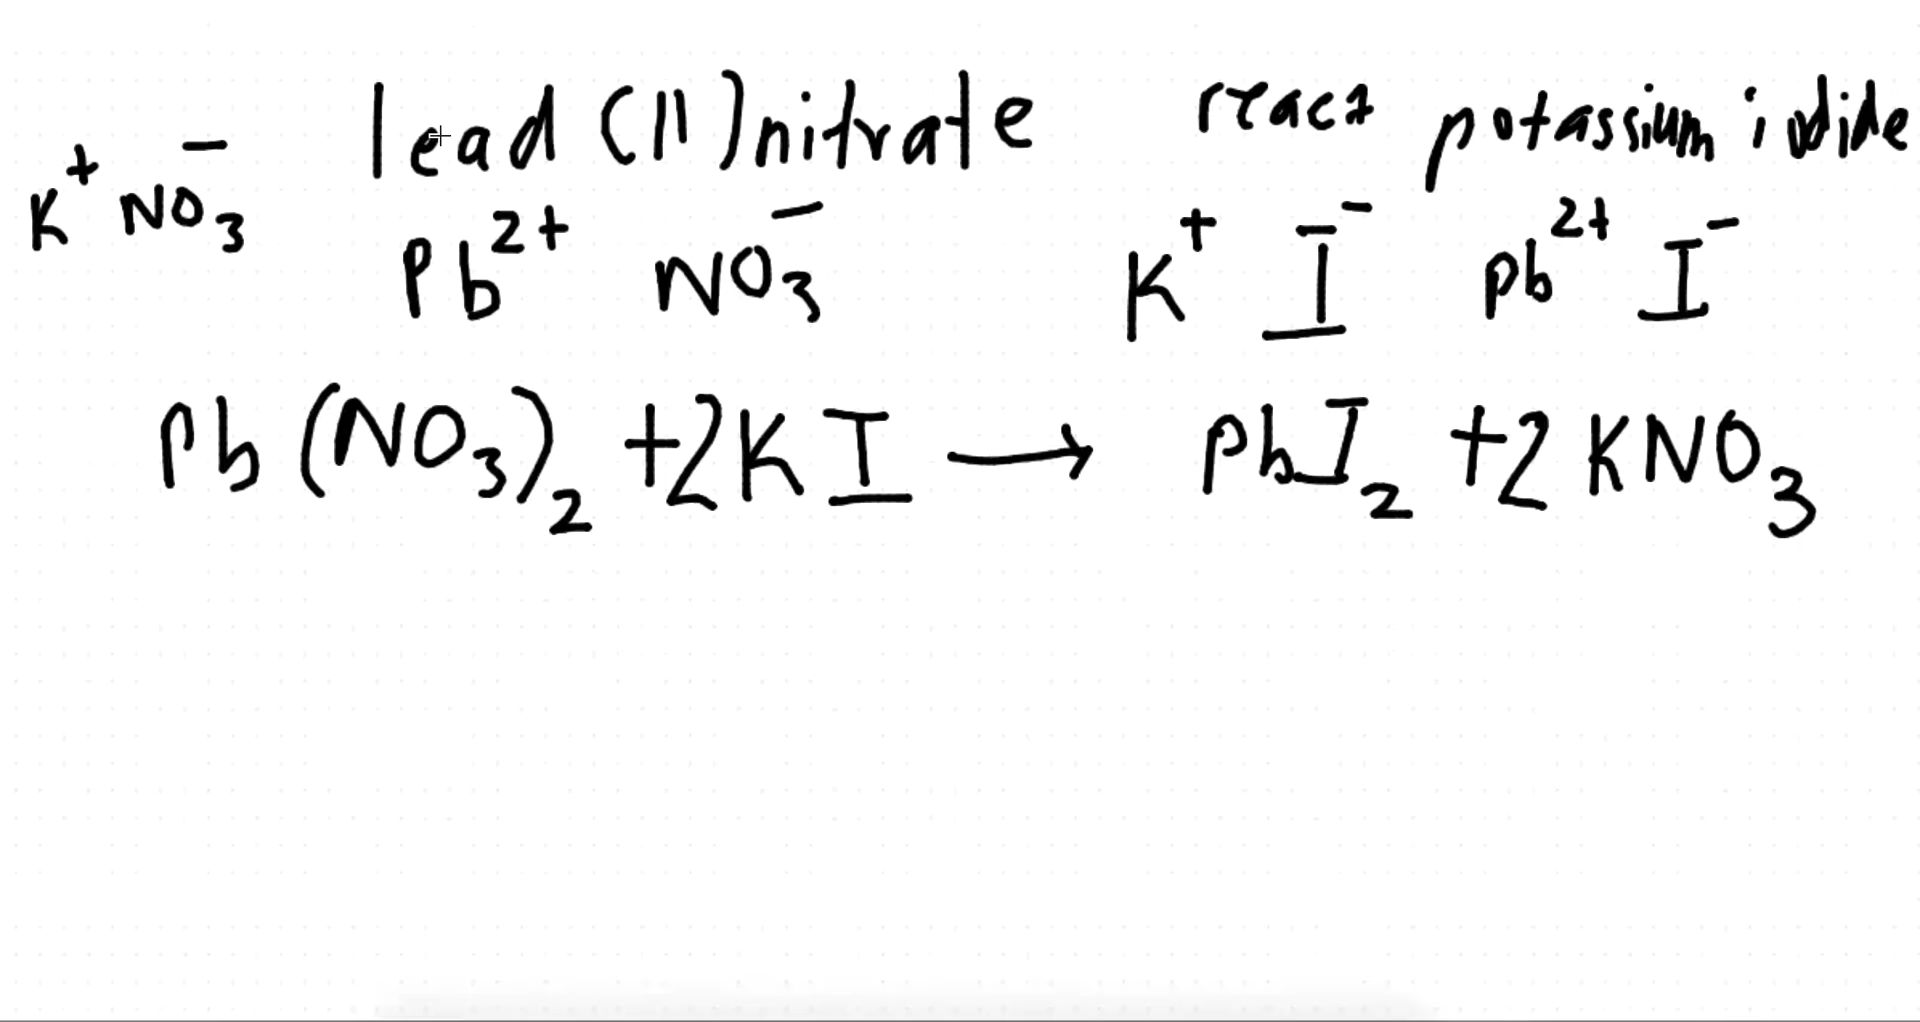 lead (II) nitrate react potassium iodide
K⁺ NO₃⁻ Pb²⁺ NO₃⁻ K⁺ I⁻ Pb²⁺ I⁻
Pb(NO₃)₂ + 2KI → PbI₂ + 2KNO₃